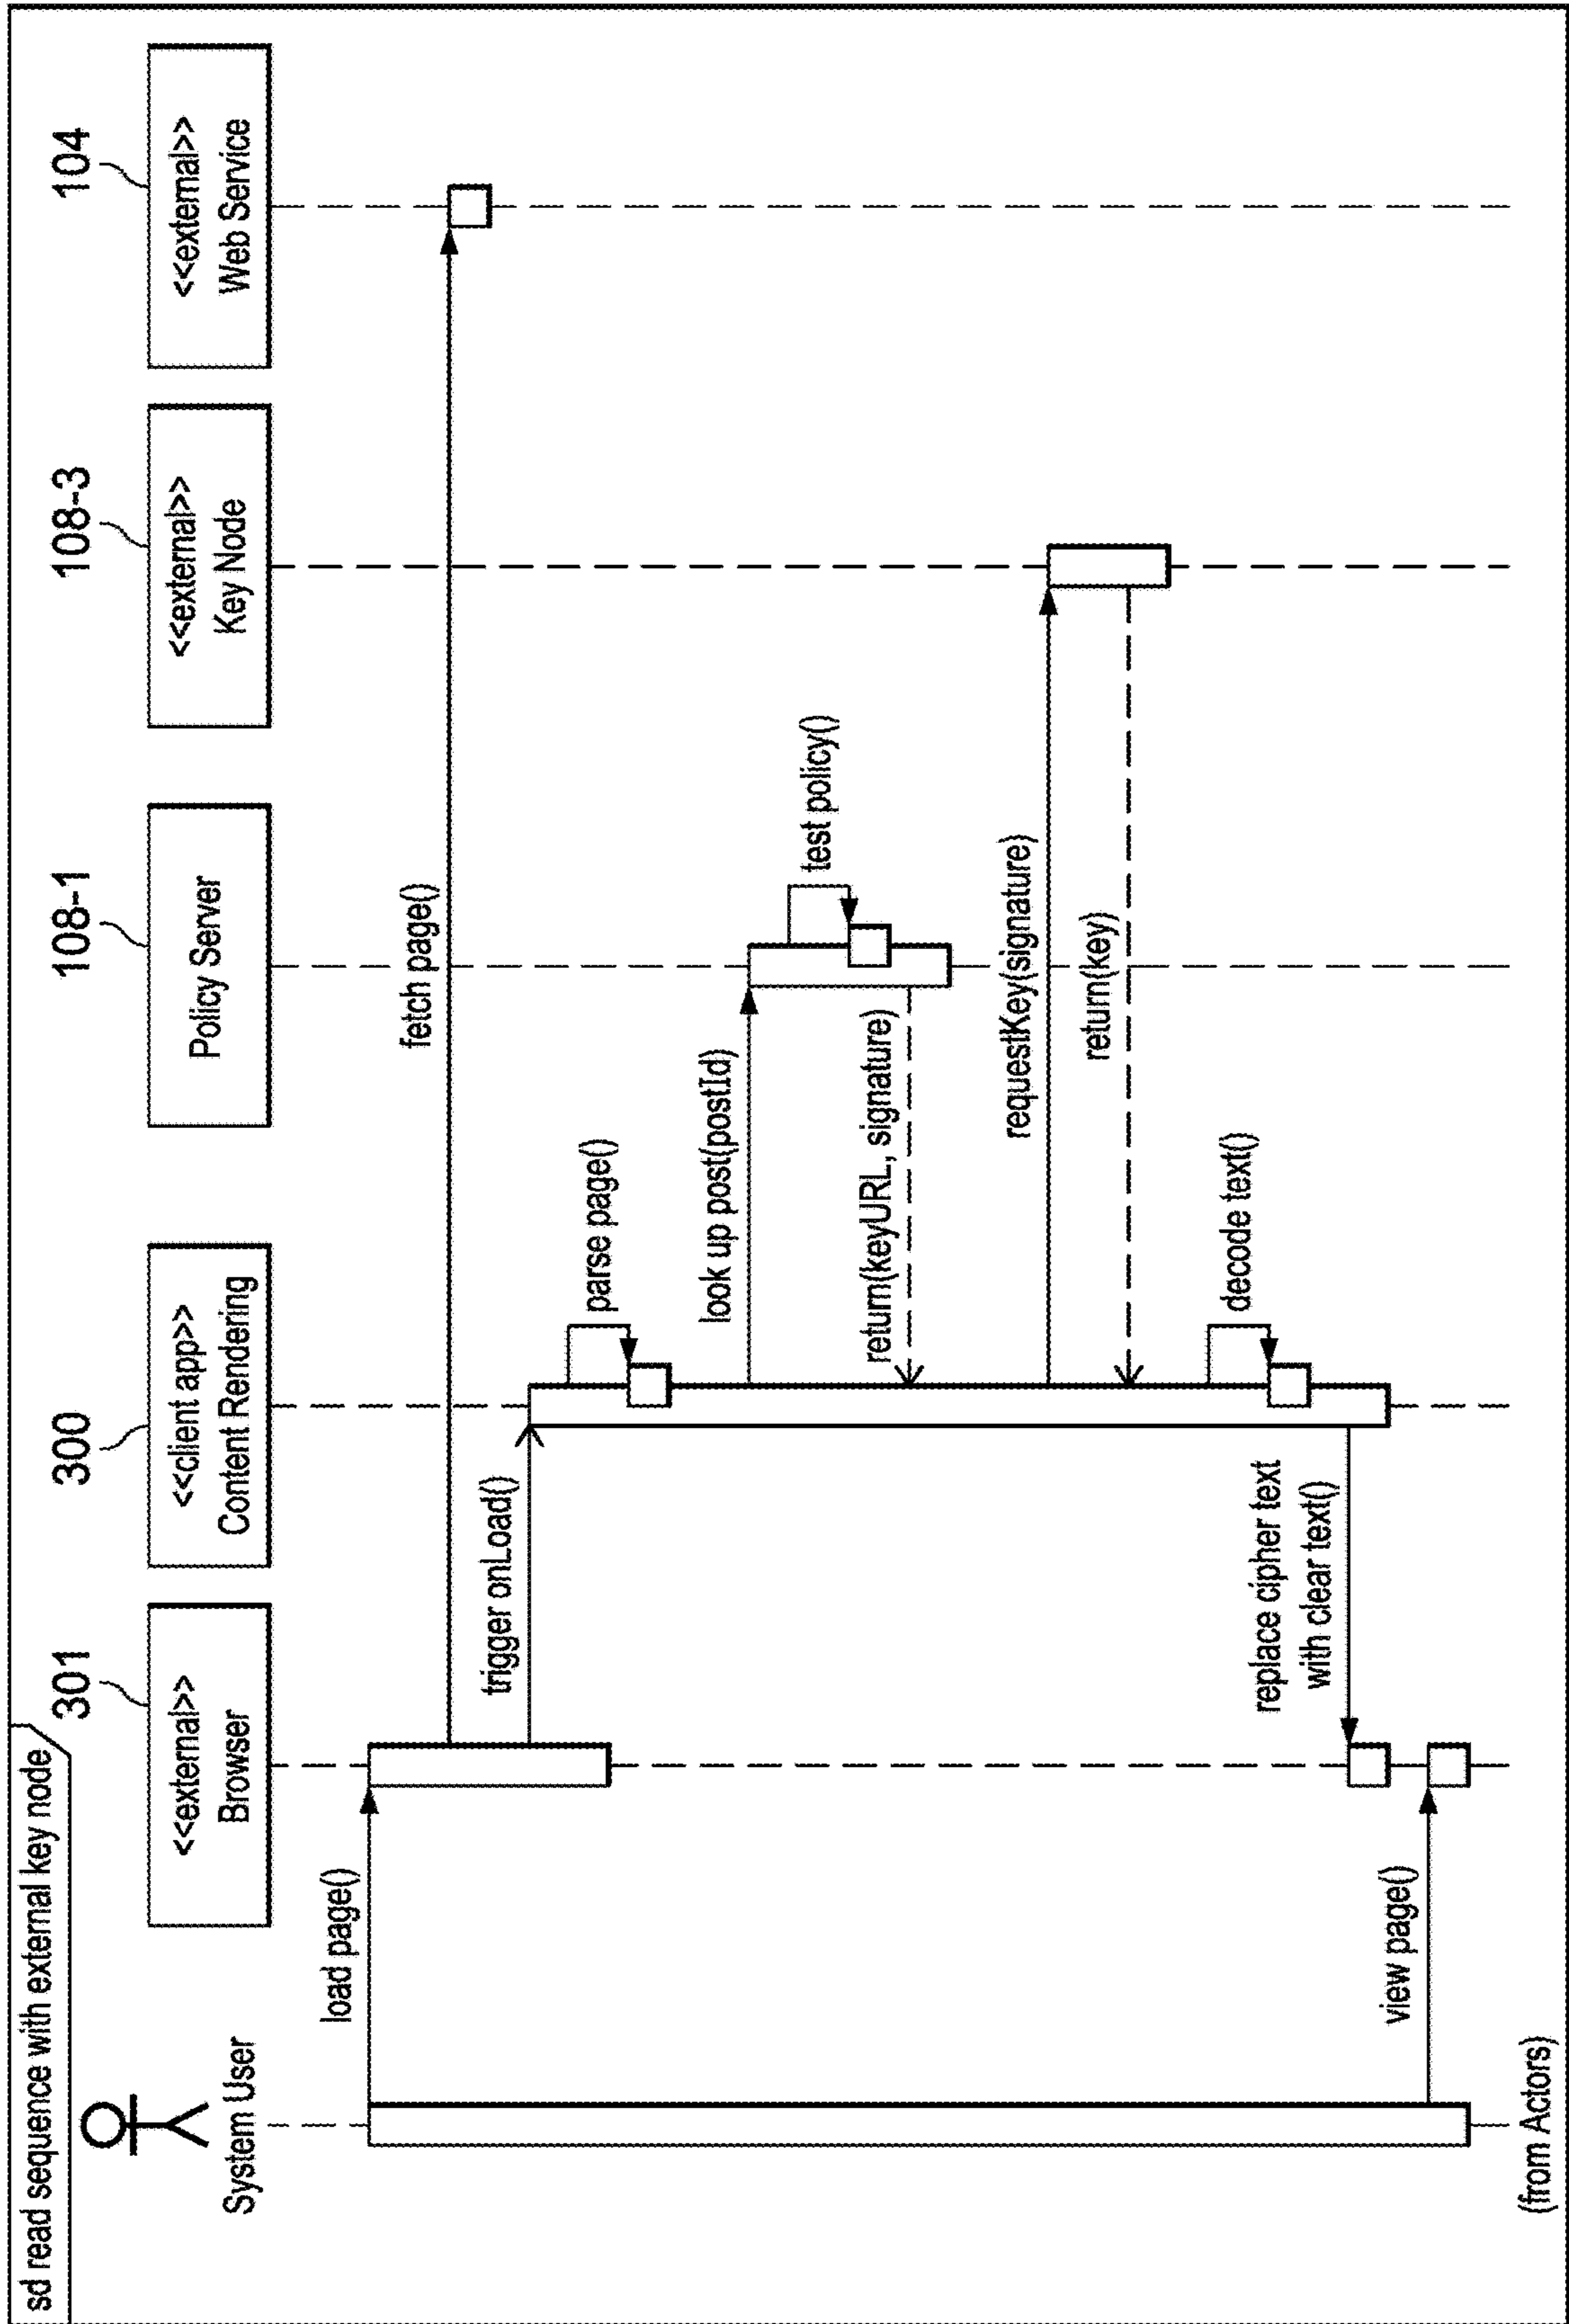 sd read sequence with external key node
301
300
108-1
108-3
104
System User
<<external>>
Browser
<<client app>>
Content Rendering
Policy Server
<<external>>
Key Node
<<external>>
Web Service
load page()
fetch page()
trigger onLoad()
parse page()
look up post(postId)
test policy()
return(keyURL, signature)
requestKey(signature)
return(key)
decode text()
replace cipher text
with clear text()
view page()
(from Actors)